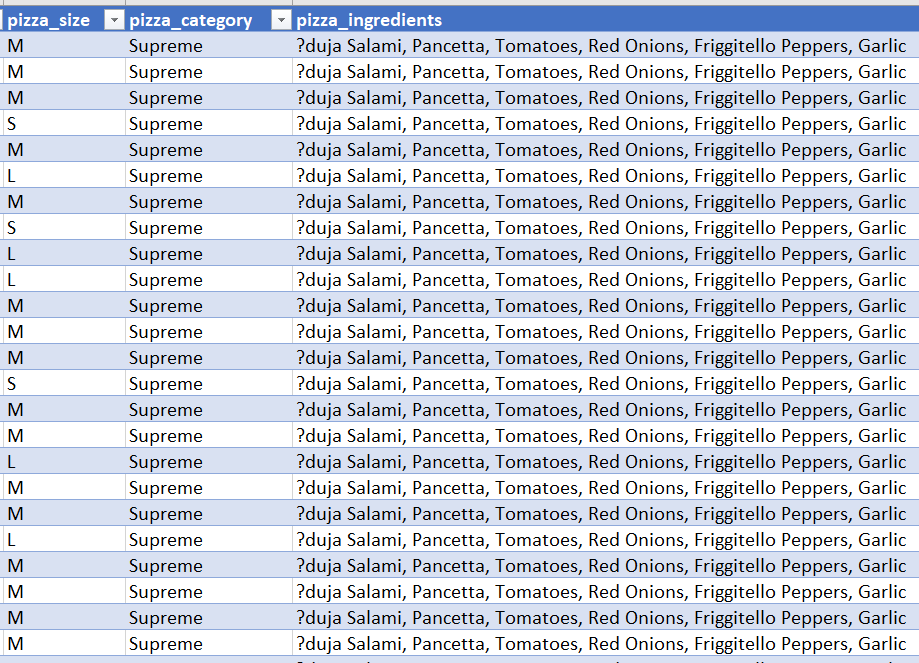 pizza_size pizza_category pizza_ingredients
M Supreme ?duja Salami, Pancetta, Tomatoes, Red Onions, Friggitello Peppers, Garlic
M Supreme ?duja Salami, Pancetta, Tomatoes, Red Onions, Friggitello Peppers, Garlic
M Supreme ?duja Salami, Pancetta, Tomatoes, Red Onions, Friggitello Peppers, Garlic
S Supreme ?duja Salami, Pancetta, Tomatoes, Red Onions, Friggitello Peppers, Garlic
M Supreme ?duja Salami, Pancetta, Tomatoes, Red Onions, Friggitello Peppers, Garlic
L Supreme ?duja Salami, Pancetta, Tomatoes, Red Onions, Friggitello Peppers, Garlic
M Supreme ?duja Salami, Pancetta, Tomatoes, Red Onions, Friggitello Peppers, Garlic
S Supreme ?duja Salami, Pancetta, Tomatoes, Red Onions, Friggitello Peppers, Garlic
L Supreme ?duja Salami, Pancetta, Tomatoes, Red Onions, Friggitello Peppers, Garlic
L Supreme ?duja Salami, Pancetta, Tomatoes, Red Onions, Friggitello Peppers, Garlic
M Supreme ?duja Salami, Pancetta, Tomatoes, Red Onions, Friggitello Peppers, Garlic
M Supreme ?duja Salami, Pancetta, Tomatoes, Red Onions, Friggitello Peppers, Garlic
M Supreme ?duja Salami, Pancetta, Tomatoes, Red Onions, Friggitello Peppers, Garlic
S Supreme ?duja Salami, Pancetta, Tomatoes, Red Onions, Friggitello Peppers, Garlic
M Supreme ?duja Salami, Pancetta, Tomatoes, Red Onions, Friggitello Peppers, Garlic
M Supreme ?duja Salami, Pancetta, Tomatoes, Red Onions, Friggitello Peppers, Garlic
L Supreme ?duja Salami, Pancetta, Tomatoes, Red Onions, Friggitello Peppers, Garlic
M Supreme ?duja Salami, Pancetta, Tomatoes, Red Onions, Friggitello Peppers, Garlic
M Supreme ?duja Salami, Pancetta, Tomatoes, Red Onions, Friggitello Peppers, Garlic
L Supreme ?duja Salami, Pancetta, Tomatoes, Red Onions, Friggitello Peppers, Garlic
M Supreme ?duja Salami, Pancetta, Tomatoes, Red Onions, Friggitello Peppers, Garlic
M Supreme ?duja Salami, Pancetta, Tomatoes, Red Onions, Friggitello Peppers, Garlic
M Supreme ?duja Salami, Pancetta, Tomatoes, Red Onions, Friggitello Peppers, Garlic
M Supreme ?duja Salami, Pancetta, Tomatoes, Red Onions, Friggitello Peppers, Garlic